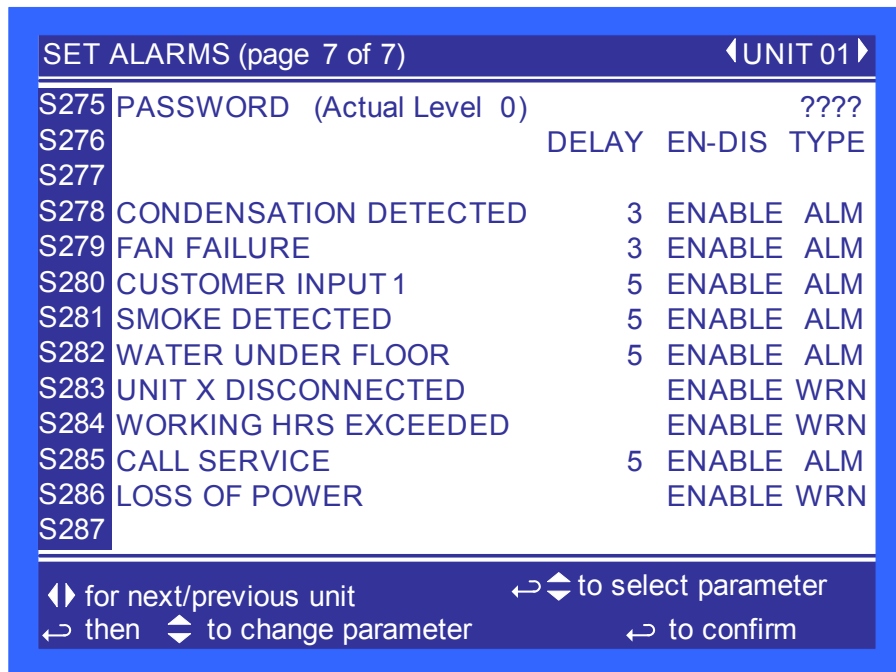 SET ALARMS (page 7 of 7) UNIT 01
S275 PASSWORD (Actual Level 0) ????
S276 DELAY EN-DIS TYPE
S277
S278 CONDENSATION DETECTED 3 ENABLE ALM
S279 FAN FAILURE 3 ENABLE ALM
S280 CUSTOMER INPUT 1 5 ENABLE ALM
S281 SMOKE DETECTED 5 ENABLE ALM
S282 WATER UNDER FLOOR 5 ENABLE ALM
S283 UNIT X DISCONNECTED ENABLE WRN
S284 WORKING HRS EXCEEDED ENABLE WRN
S285 CALL SERVICE 5 ENABLE ALM
S286 LOSS OF POWER ENABLE WRN
S287
for next/previous unit to select parameter
then to change parameter to confirm